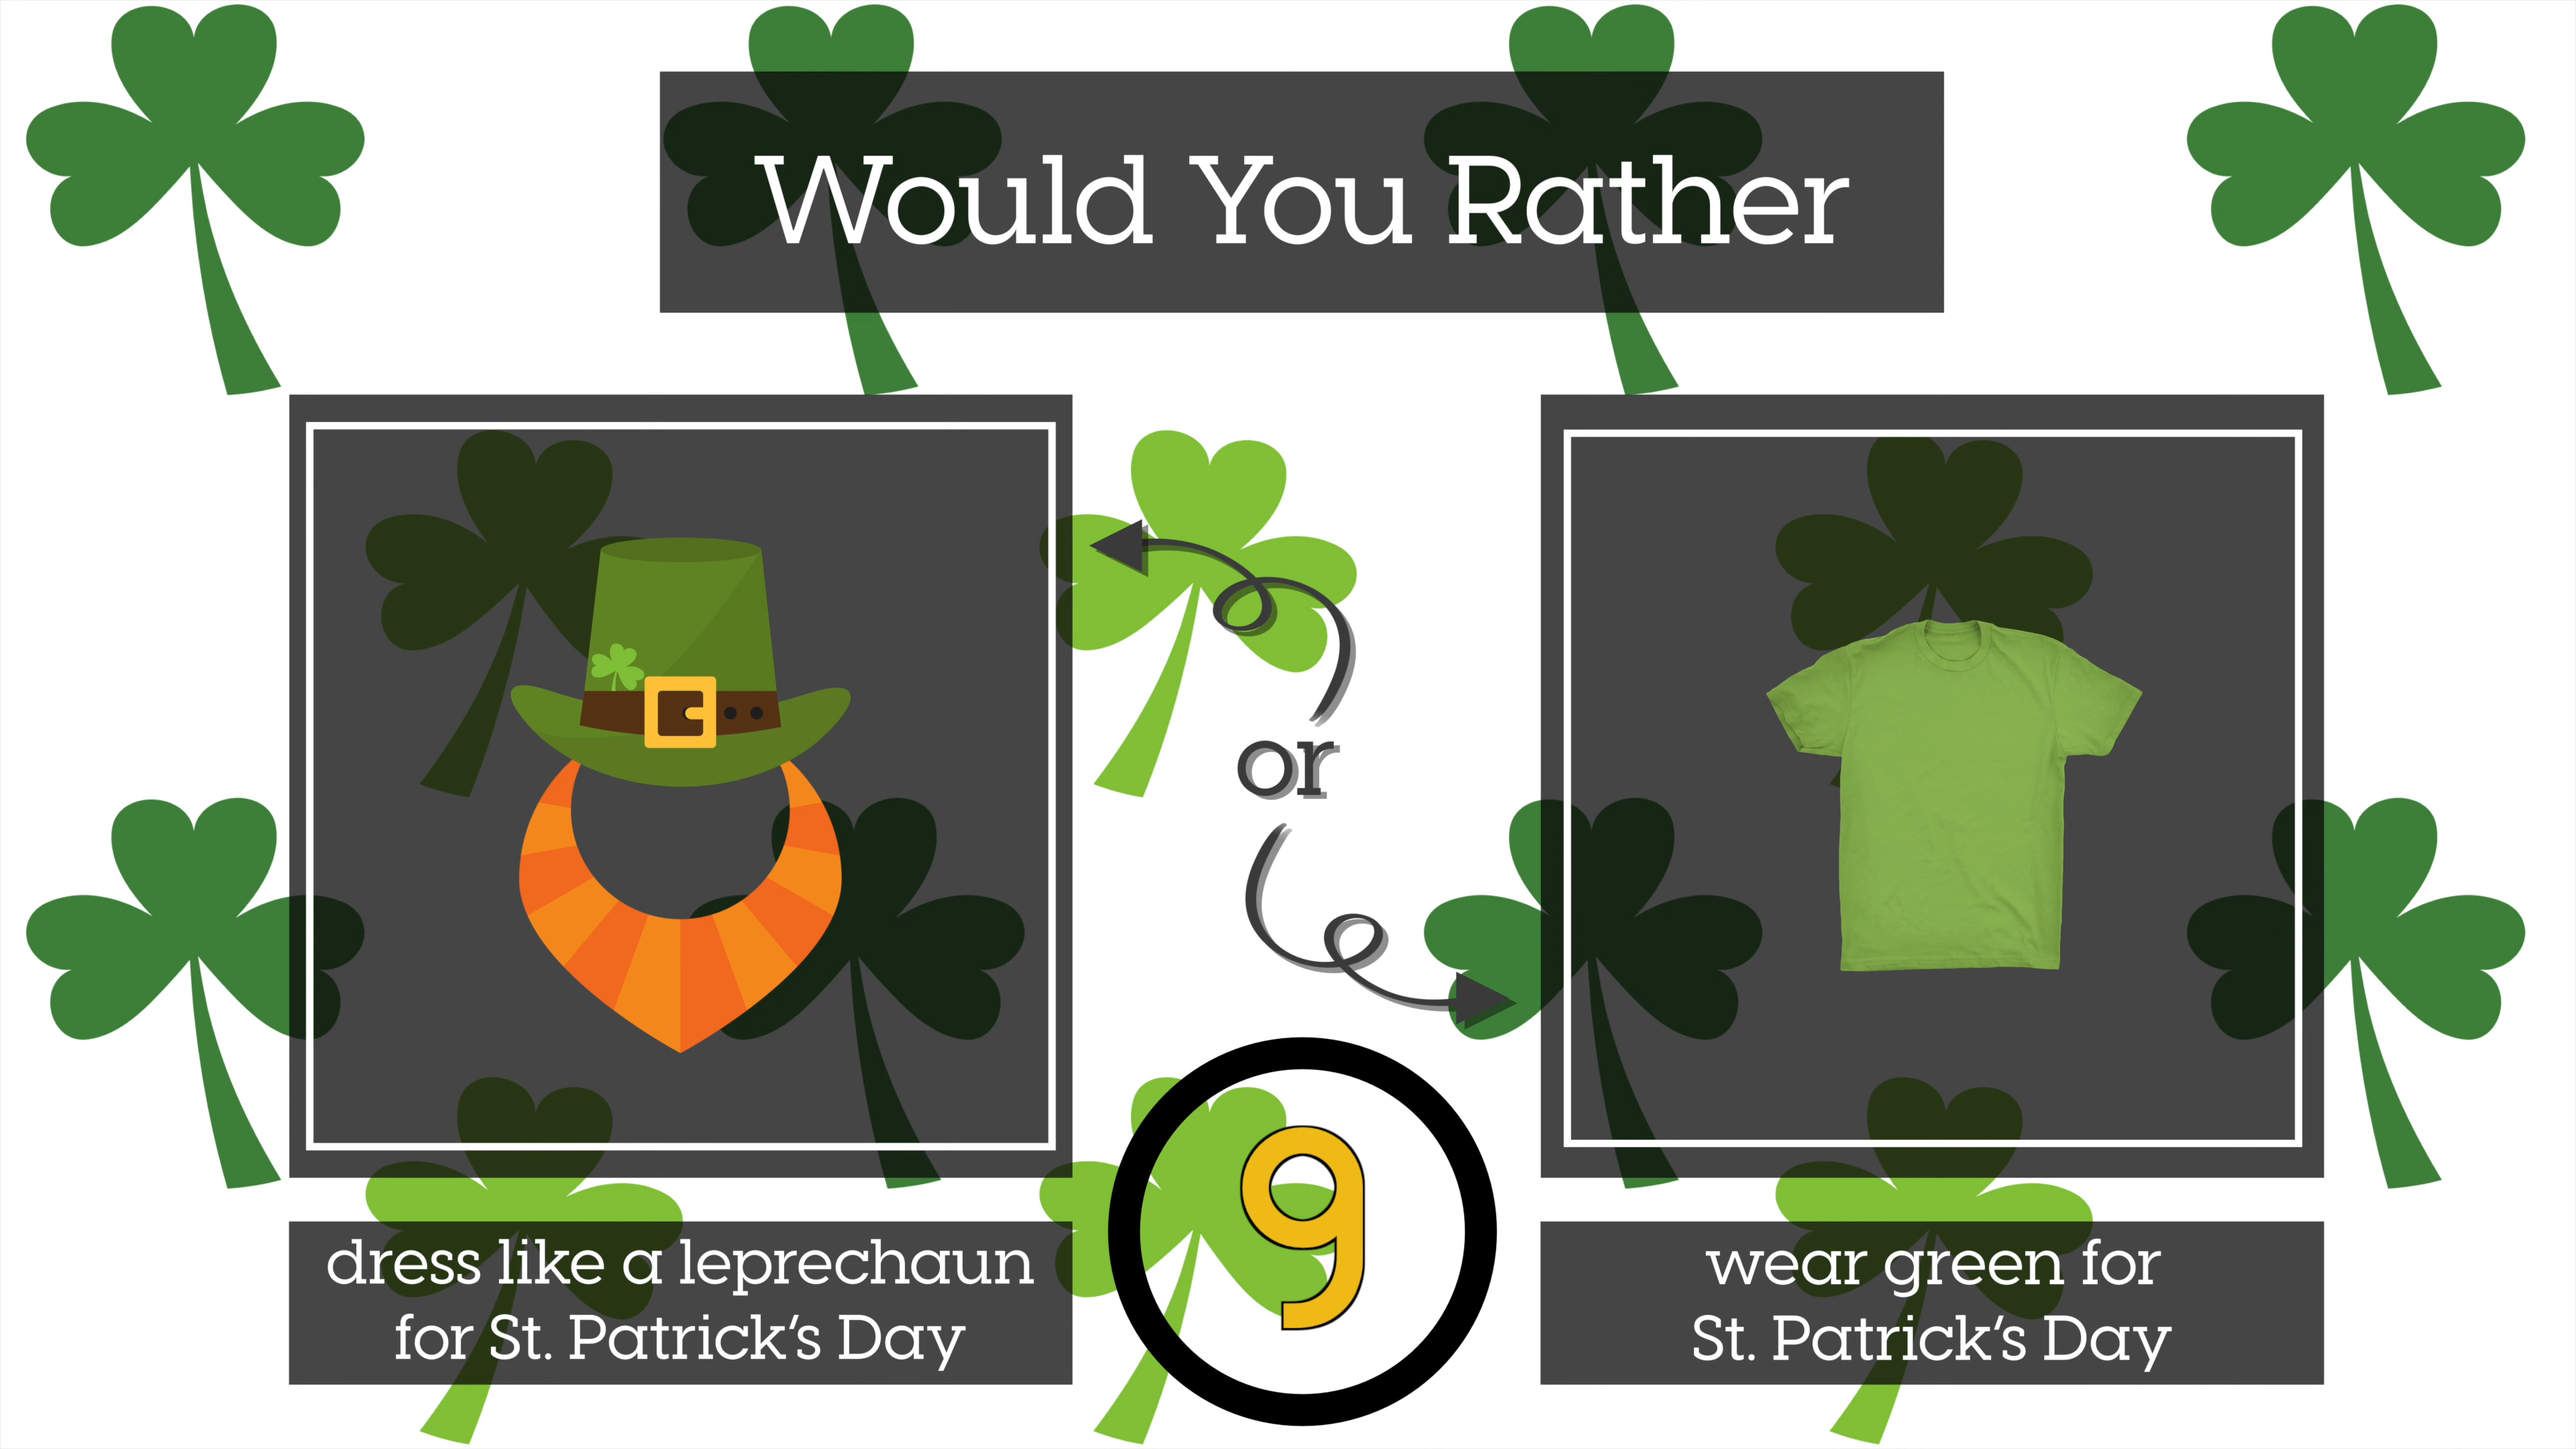 Would You Rather
or
dress like a leprechaun
for St. Patrick's Day
9
wear green for
St. Patrick's Day